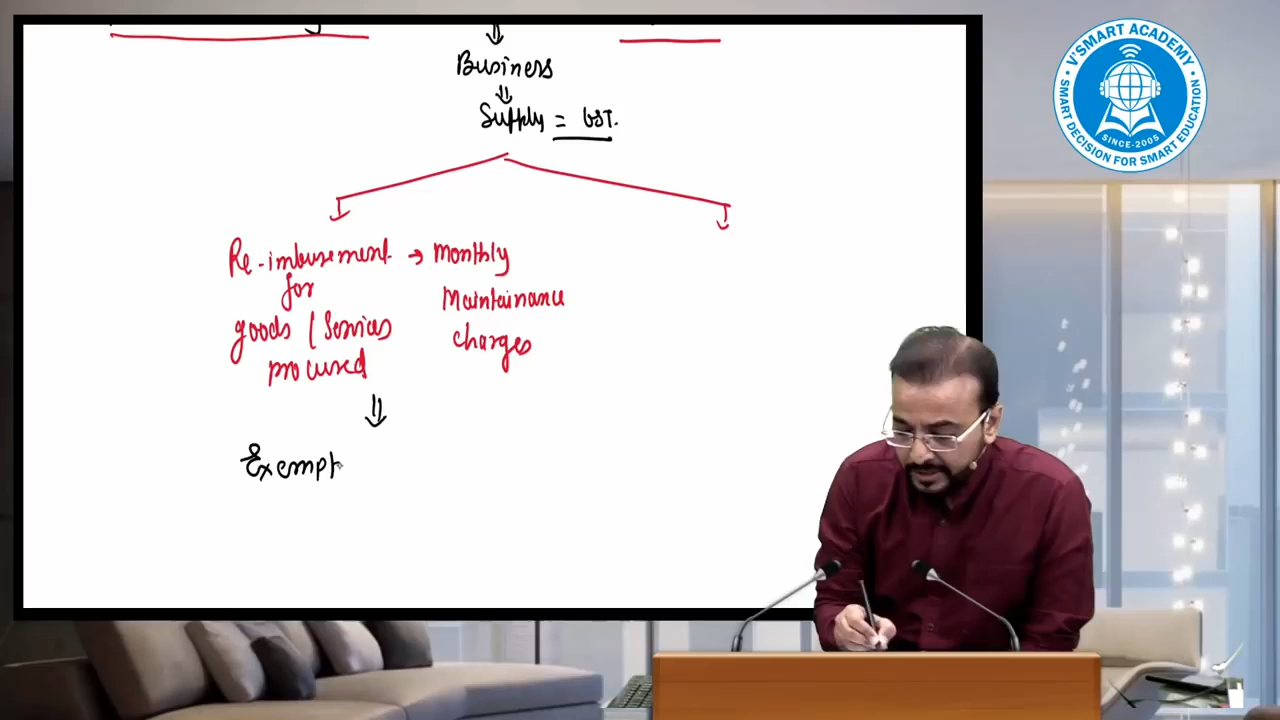 Business
Supply = GST.
Re-imbursement → Monthly
for
Maintainance
goods / Services
charges
procured
Exempt
V'SMART ACADEMY
SINCE-2005
SMART DECISION FOR SMART EDUCATION